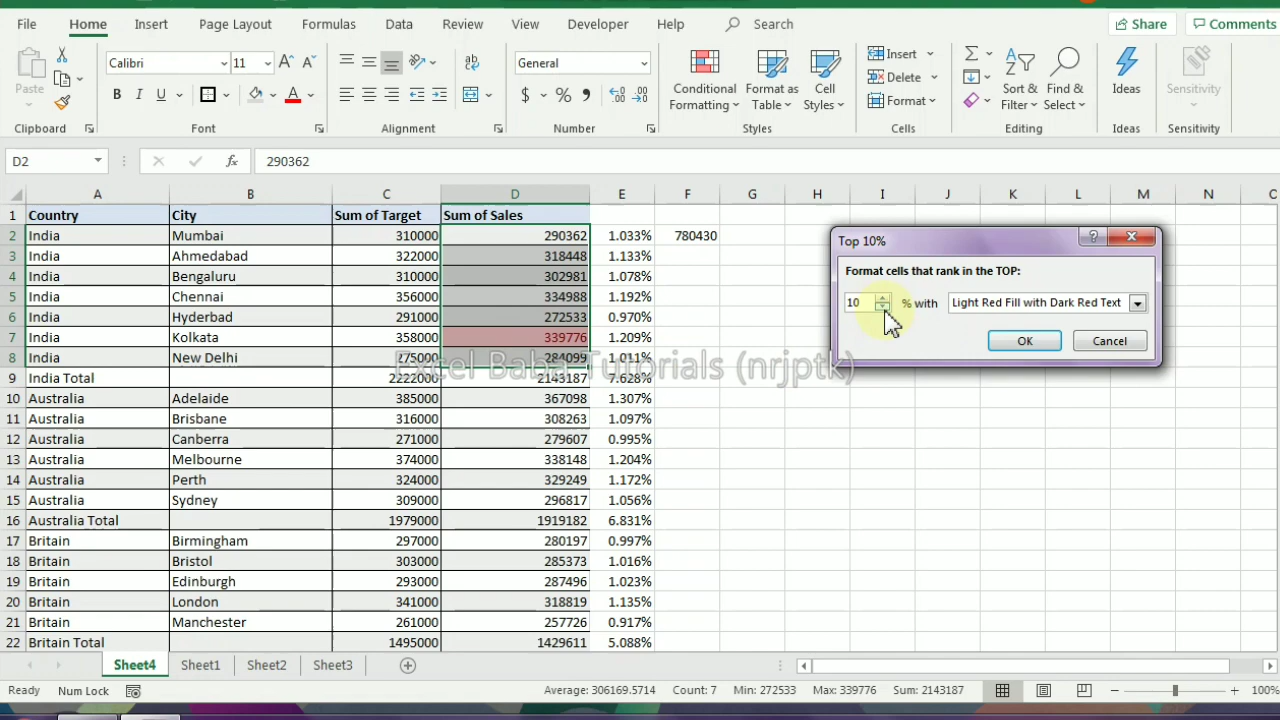 File Home Insert Page Layout Formulas Data Review View Developer Help Search Share Comments
Calibri 11 General
Paste B I U A $ % Conditional Formatting Format as Table Cell Styles Insert Delete Format Sort & Filter Find & Select Ideas Sensitivity
Clipboard Font Alignment Number Styles Cells Editing Ideas Sensitivity
D2 fx 290362
A B C D E F G H I J K L M N
1 Country City Sum of Target Sum of Sales
2 India Mumbai 310000 290362 1.033% 780430
3 India Ahmedabad 322000 318448 1.133%
4 India Bengaluru 310000 302981 1.078%
5 India Chennai 356000 334988 1.192%
6 India Hyderbad 291000 272533 0.970%
7 India Kolkata 358000 339776 1.209%
8 India New Delhi 275000 284099 1.011%
9 India Total 2222000 2143187 7.628%
10 Australia Adelaide 385000 367098 1.307%
11 Australia Brisbane 316000 308263 1.097%
12 Australia Canberra 271000 279607 0.995%
13 Australia Melbourne 374000 338148 1.204%
14 Australia Perth 324000 329249 1.172%
15 Australia Sydney 309000 296817 1.056%
16 Australia Total 1979000 1919182 6.831%
17 Britain Birmingham 297000 280197 0.997%
18 Britain Bristol 303000 285373 1.016%
19 Britain Edinburgh 293000 287496 1.023%
20 Britain London 341000 318819 1.135%
21 Britain Manchester 261000 257726 0.917%
22 Britain Total 1495000 1429611 5.088%
Top 10%
Format cells that rank in the TOP:
10 % with Light Red Fill with Dark Red Text
OK Cancel
Excel Baba Tutorials (nrjptk)
Sheet4 Sheet1 Sheet2 Sheet3
Ready Num Lock Average: 306169.5714 Count: 7 Min: 272533 Max: 339776 Sum: 2143187 100%